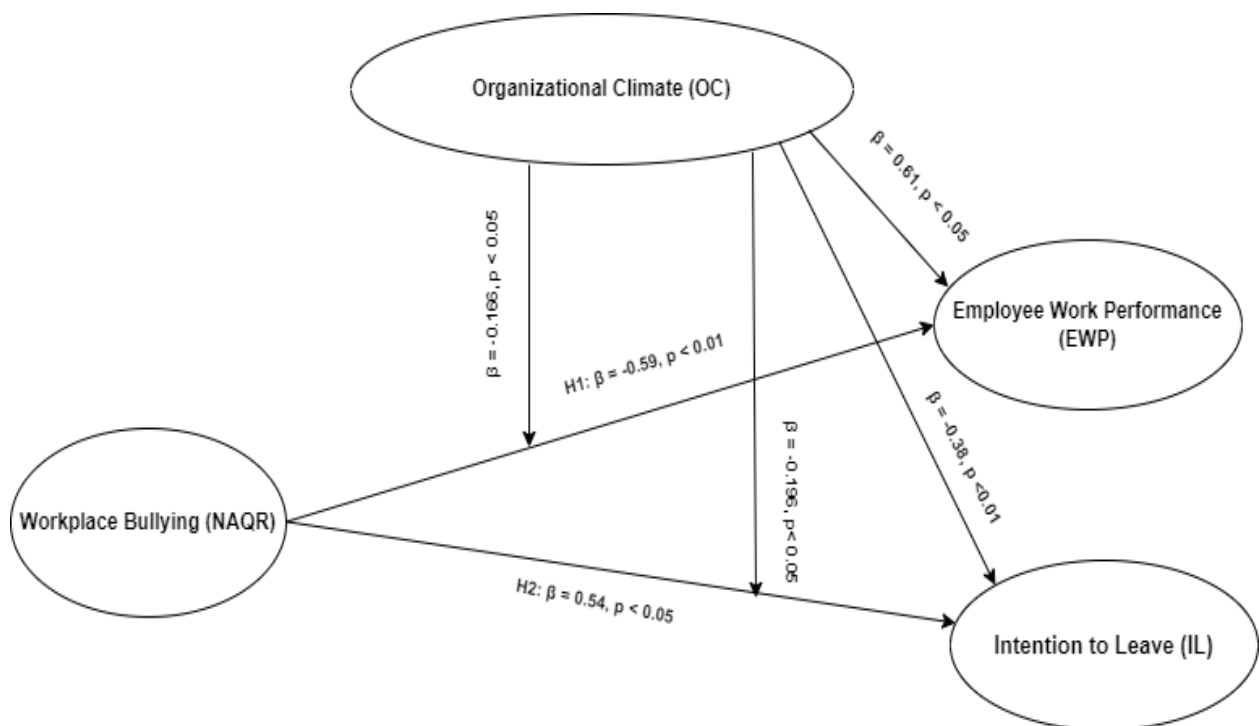 Organizational Climate (OC)
β = 0.61, p < 0.05
β = -0.166, p < 0.05
Employee Work Performance
(EWP)
H1: β = -0.59, p < 0.01
β = -0.38, p <0.01
β = -0.196, p< 0.05
Workplace Bullying (NAQR)
H2: β = 0.54, p < 0.05
Intention to Leave (IL)